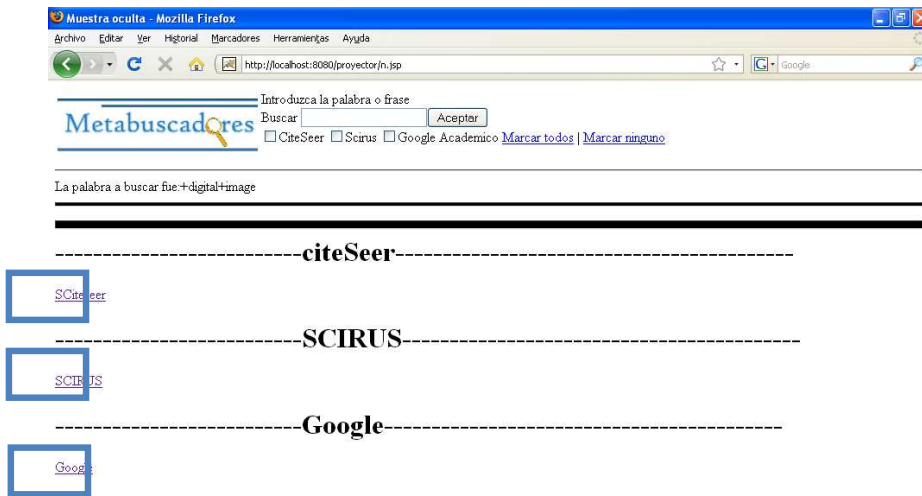 Muestra oculta - Mozilla Firefox
Archivo Editar Ver Historial Marcadores Herramientas Ayuda
http://localhost:8080/proyector/n.jsp
G Google
Metabuscadores
Introduzca la palabra o frase
Buscar Aceptar
CiteSeer Scirus Google Academico Marcar todos | Marcar ninguno
La palabra a buscar fue:+digital+image
--------------------------citeSeer------------------------------------------
SCiteseer
--------------------------SCIRUS------------------------------------------
SCIRUS
--------------------------Google------------------------------------------
Google